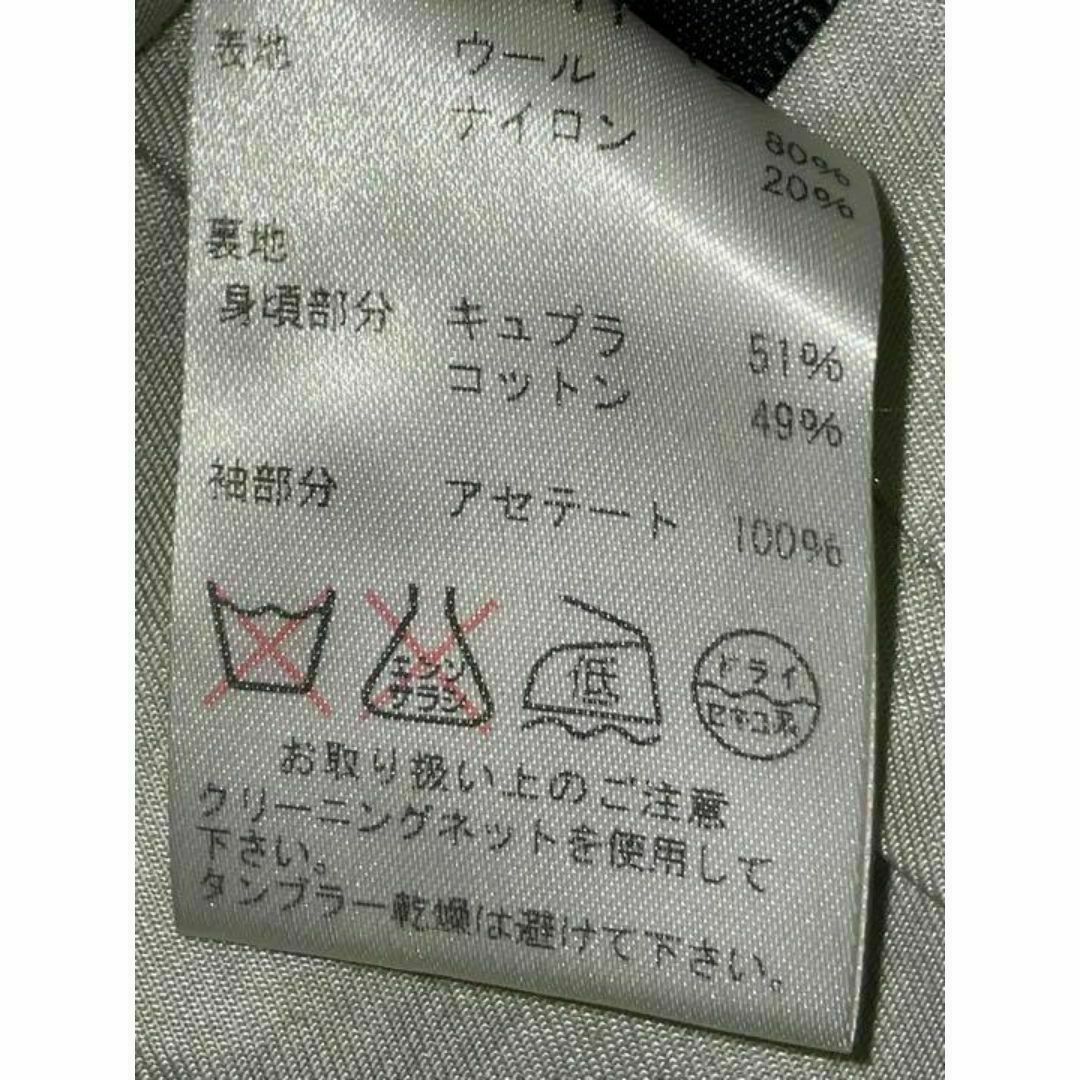 表地 ウール 80%
ナイロン 20%
裏地
身頃部分 キュプラ 51%
コットン 49%
袖部分 アセテート 100%
エンソ
サラシ
低
ドライ
セキユ系
お取り扱い上のご注意
クリーニングネットを使用して
下さい。
タンブラー乾燥は避けて下さい。